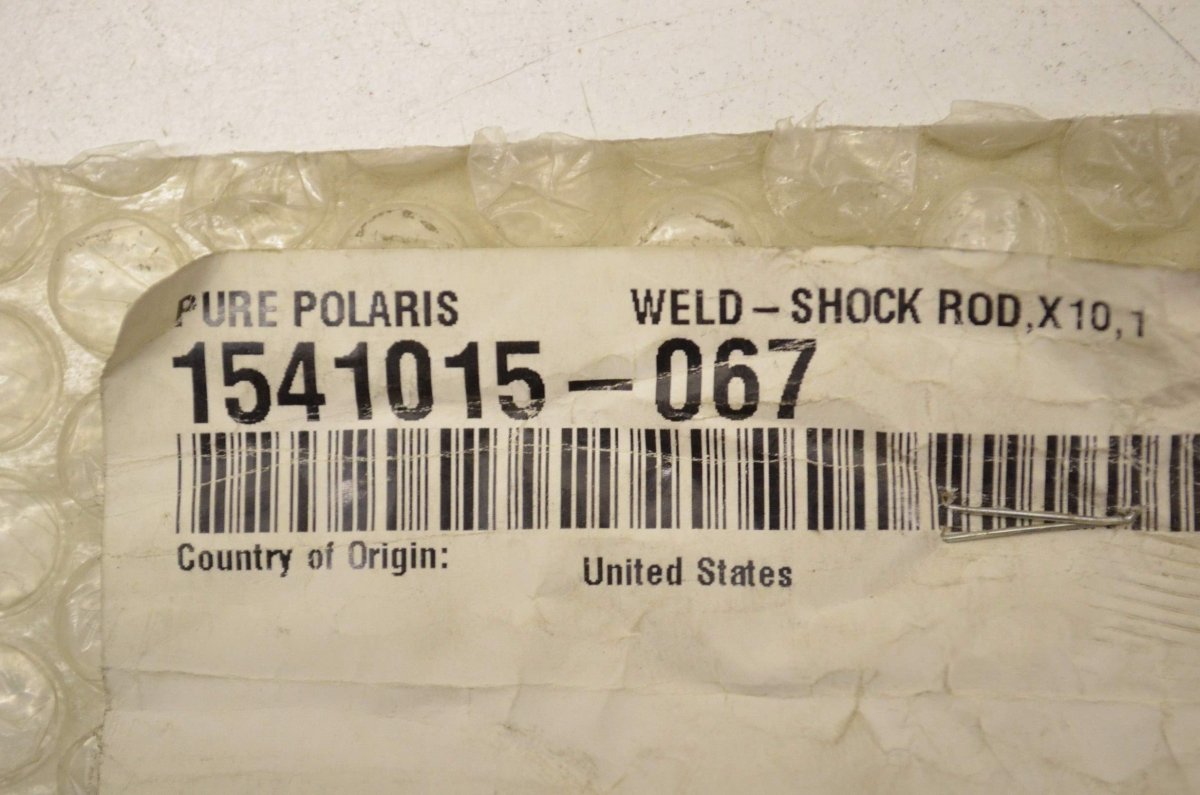 PURE POLARIS WELD-SHOCK ROD,X10,1
1541015-067
Country of Origin: United States